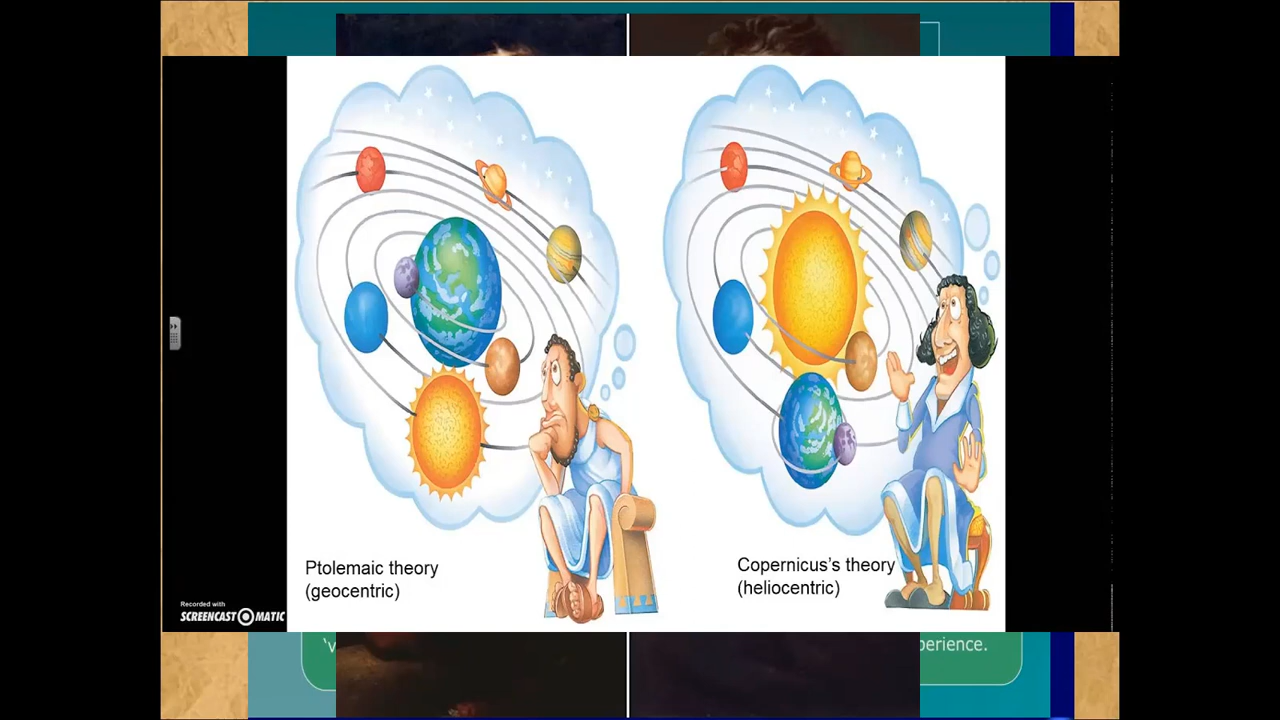 Ptolemaic theory
(geocentric)
Copernicus's theory
(heliocentric)
Recorded with
SCREENCAST MATIC
perience.